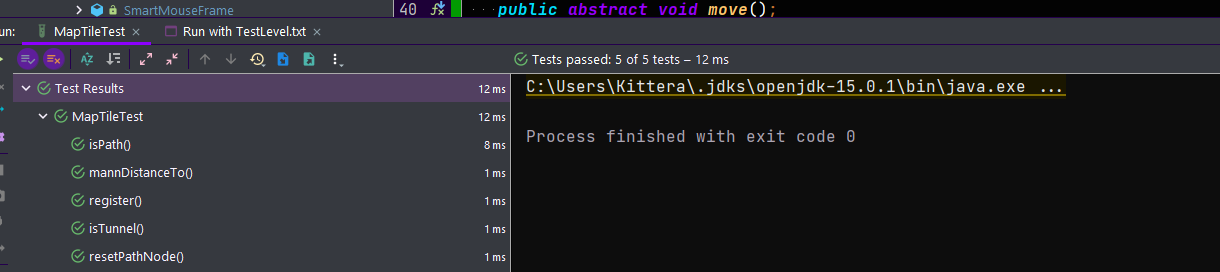 SmartMouseFrame
40 public abstract void move();
un: MapTileTest × Run with TestLevel.txt ×
Tests passed: 5 of 5 tests – 12 ms
Test Results 12 ms
MapTileTest 12 ms
isPath() 8 ms
mannDistanceTo() 1 ms
register() 1 ms
isTunnel() 1 ms
resetPathNode() 1 ms
C:\Users\Kittera\.jdks\openjdk-15.0.1\bin\java.exe ...
Process finished with exit code 0